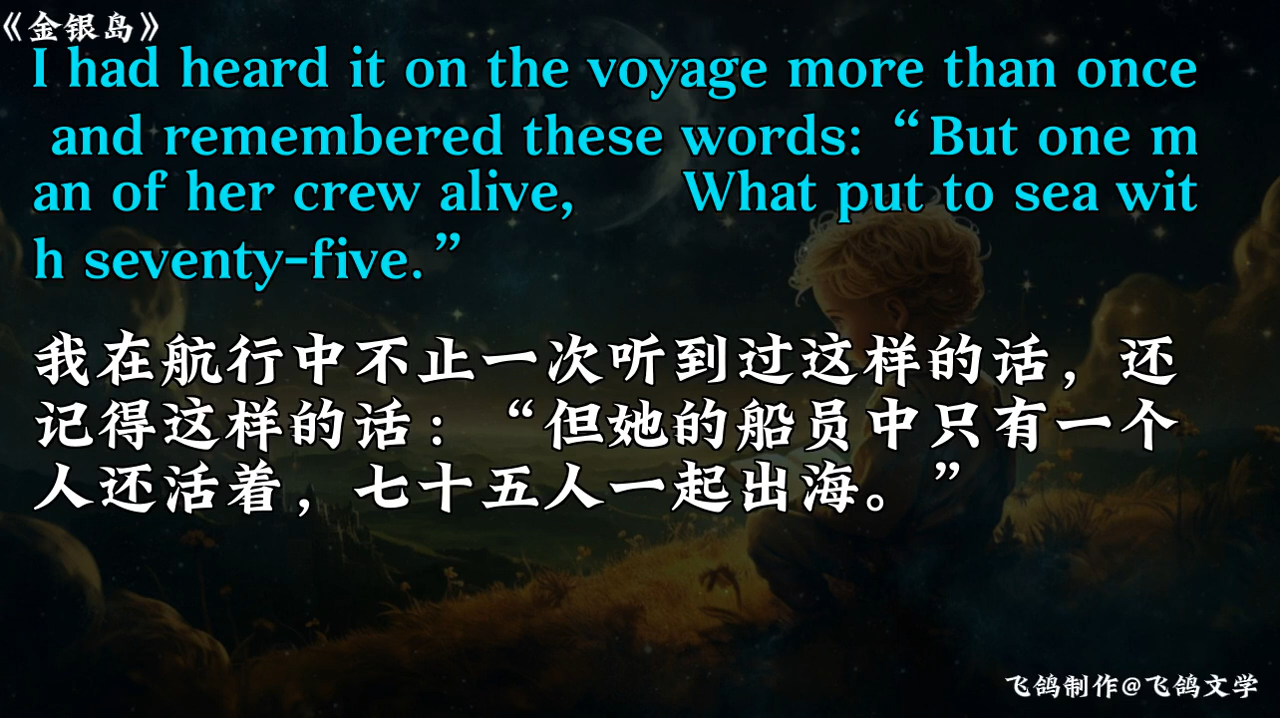 《金银岛》
I had heard it on the voyage more than once
and remembered these words: “But one m
an of her crew alive,    What put to sea wit
h seventy-five.”
我在航行中不止一次听到过这样的话，还
记得这样的话：“但她的船员中只有一个
人还活着，七十五人一起出海。”
飞鸽制作@飞鸽文学